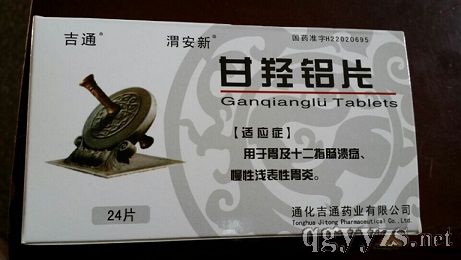 吉通®
渭安新®
国药准字H22020695
甘羟铝片
Ganqianglü Tablets
【适应症】
用于胃及十二指肠溃疡、
慢性浅表性胃炎。
24片
通化吉通药业有限公司
Tonghua Jitong Pharmaceutical Co.,Ltd.
qgyyzs.net